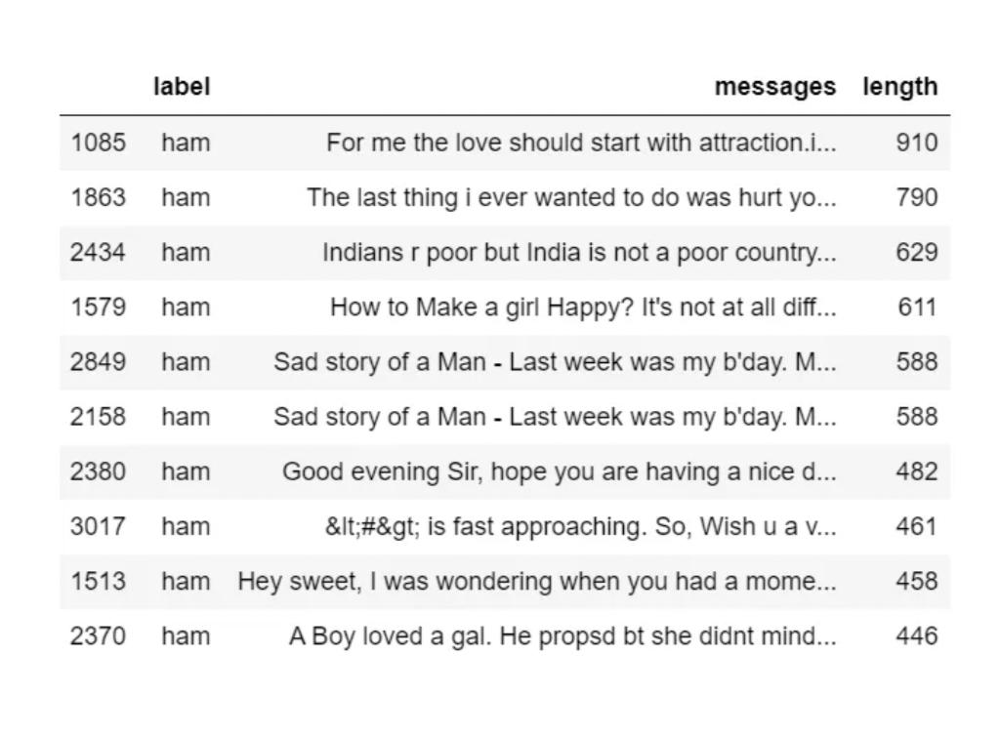 label messages length
1085 ham For me the love should start with attraction.i... 910
1863 ham The last thing i ever wanted to do was hurt yo... 790
2434 ham Indians r poor but India is not a poor country... 629
1579 ham How to Make a girl Happy? It's not at all diff... 611
2849 ham Sad story of a Man - Last week was my b'day. M... 588
2158 ham Sad story of a Man - Last week was my b'day. M... 588
2380 ham Good evening Sir, hope you are having a nice d... 482
3017 ham &lt;#&gt; is fast approaching. So, Wish u a v... 461
1513 ham Hey sweet, I was wondering when you had a mome... 458
2370 ham A Boy loved a gal. He propsd bt she didnt mind... 446